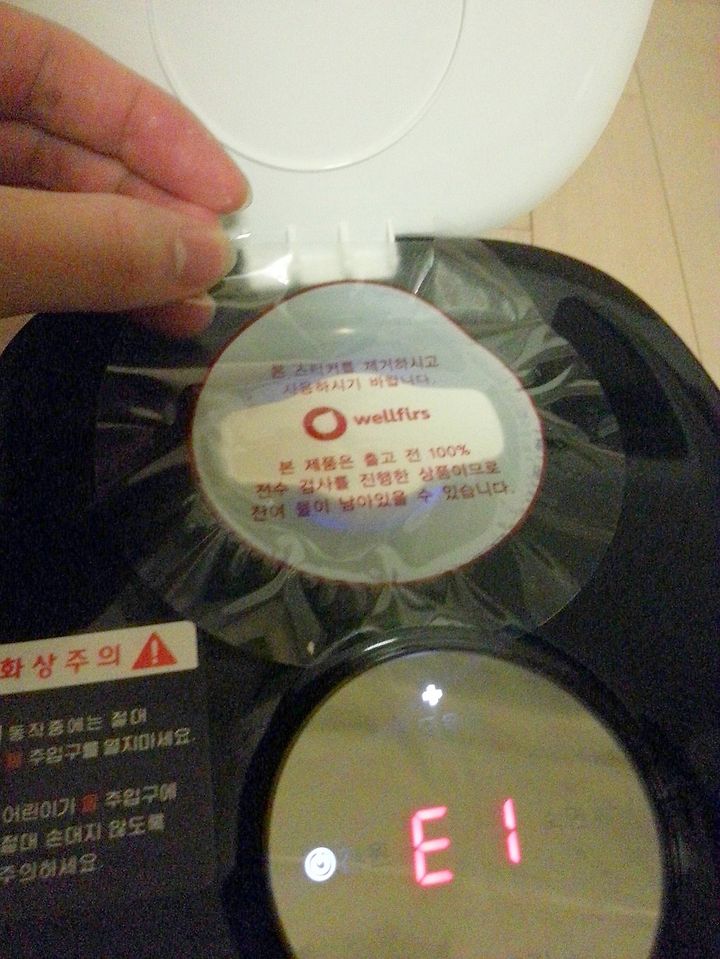 본 스티커를 제거하시고
사용하시기 바랍니다.
wellfirs
본 제품은 출고 전 100%
전수 검사를 진행한 상품이므로
잔여 물이 남아있을 수 있습니다.
화상주의
동작중에는 절대
물 주입구를 열지마세요.
어린이가 물 주입구에
절대 손대지 않도록
주의하세요.
E1